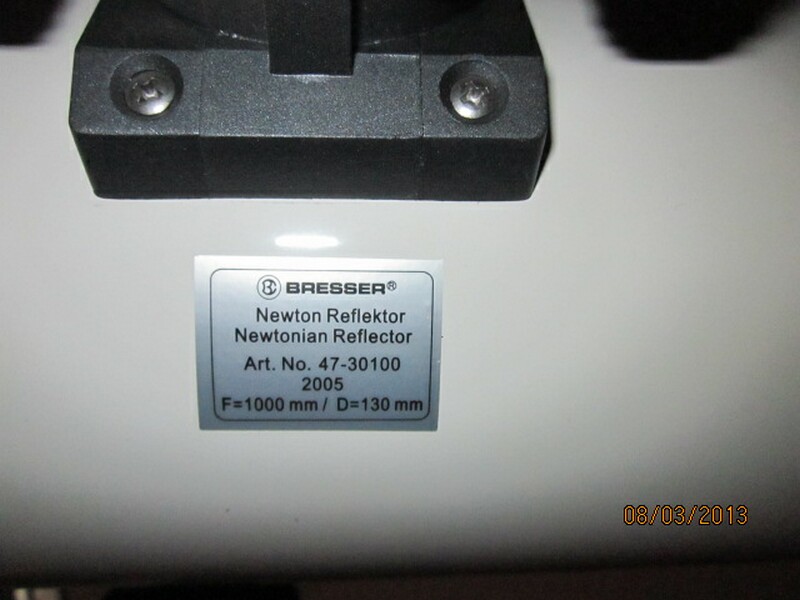 BRESSER®
Newton Reflektor
Newtonian Reflector
Art. No. 47-30100
2005
F=1000 mm / D=130 mm
08/03/2013